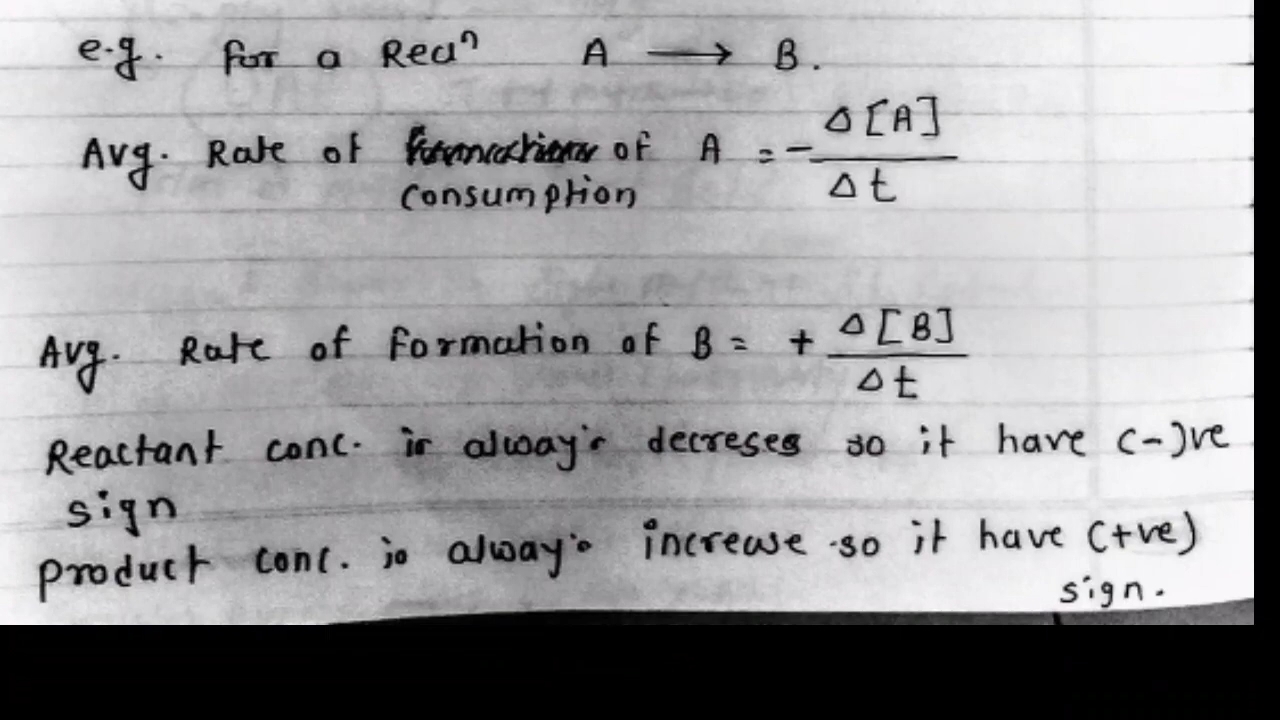 e.g. for a Reaⁿ A → B.
Avg. Rate of of A = - Δ[A] / Δt
consumption
Avg. Rate of formation of B = + Δ[B] / Δt
Reactant conc. is always decreses so it have (-)ve
sign
product conc. is always increase so it have (+ve)
sign.